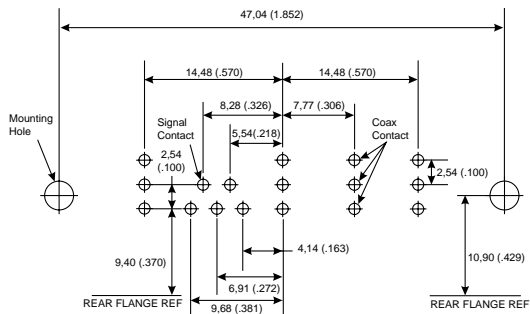 47,04 (1.852)
14,48 (.570)
14,48 (.570)
8,28 (.326)
7,77 (.306)
Mounting
Hole
Signal
Contact
Coax
Contact
5,54(.218)
2,54
(.100)
2,54 (.100)
4,14 (.163)
9,40 (.370)
10,90 (.429)
6,91 (.272)
REAR FLANGE REF
REAR FLANGE REF
9,68 (.381)